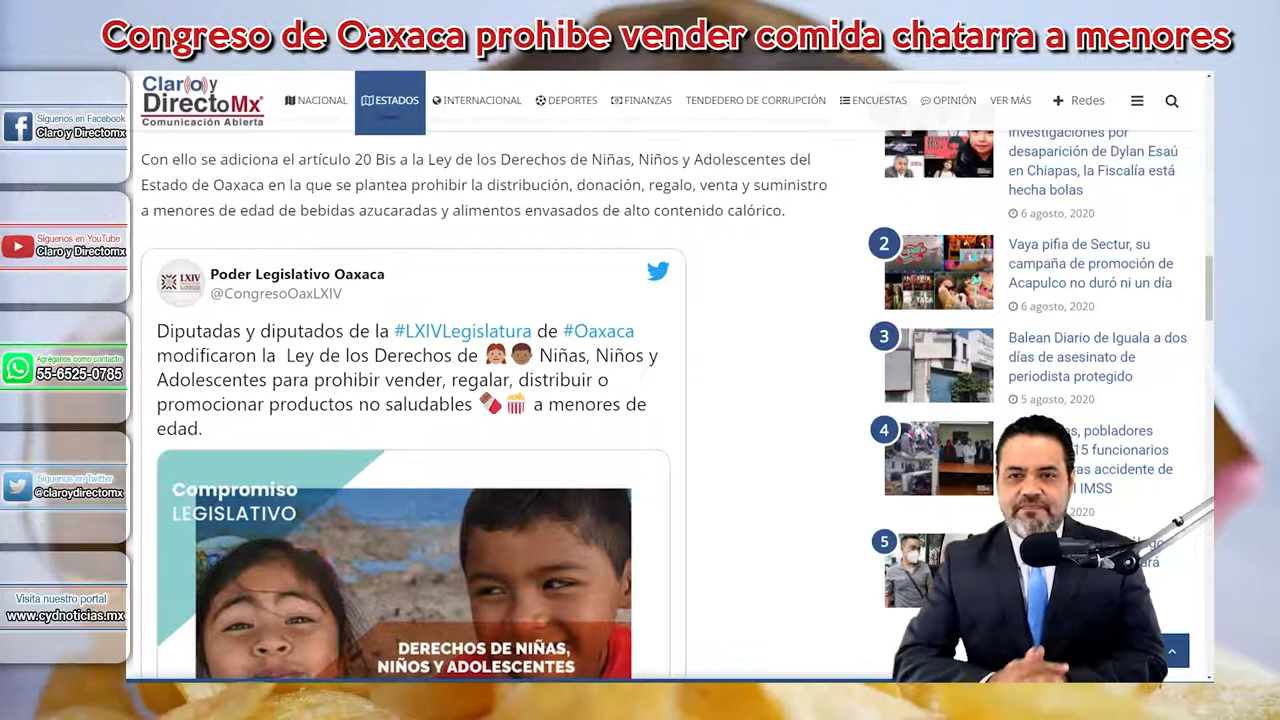 Congreso de Oaxaca prohibe vender comida chatarra a menores
Síguenos en Facebook
Claro y Directomx
Síguenos en YouTube
Claro y Directomx
Agréganos como contacto
55-6525-0785
Síguenos en Twitter
@claroydirectomx
Visita nuestro portal
www.cydnoticias.mx
Claro y
DirectoMx
Comunicación Abierta
NACIONAL ESTADOS INTERNACIONAL DEPORTES FINANZAS TENDEDERO DE CORRUPCIÓN ENCUESTAS OPINIÓN VER MÁS + Redes
Con ello se adiciona el artículo 20 Bis a la Ley de los Derechos de Niñas, Niños y Adolescentes del
Estado de Oaxaca en la que se plantea prohibir la distribución, donación, regalo, venta y suministro
a menores de edad de bebidas azucaradas y alimentos envasados de alto contenido calórico.
LXIV
Poder Legislativo Oaxaca
@CongresoOaxLXIV
Diputadas y diputados de la #LXIVLegislatura de #Oaxaca
modificaron la Ley de los Derechos de 👧🏽👦🏾 Niñas, Niños y
Adolescentes para prohibir vender, regalar, distribuir o
promocionar productos no saludables 🍫🍿 a menores de
edad.
Compromiso
LEGISLATIVO
DERECHOS DE NIÑAS,
NIÑOS Y ADOLESCENTES
investigaciones por
desaparición de Dylan Esaú
en Chiapas, la Fiscalía está
hecha bolas
6 agosto, 2020
2
Vaya pifia de Sectur, su
campaña de promoción de
Acapulco no duró ni un día
6 agosto, 2020
3
Balean Diario de Iguala a dos
días de asesinato de
periodista protegido
5 agosto, 2020
4
pobladores
15 funcionarios
accidente de
IMSS
2020
5